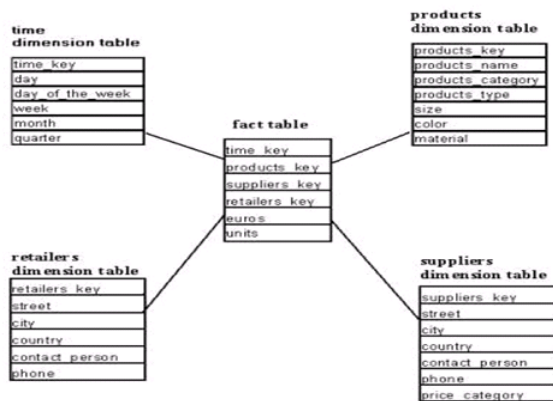 time
dimension table
time_key
day
day_of_the_week
week
month
quarter
products
dimension table
products_key
products_name
products_category
products_type
size
color
material
fact table
time_key
products_key
suppliers_key
retailers_key
euros
units
retailers
dimension table
retailers_key
street
city
country
contact_person
phone
suppliers
dimension table
suppliers_key
street
city
country
contact_person
phone
price_category